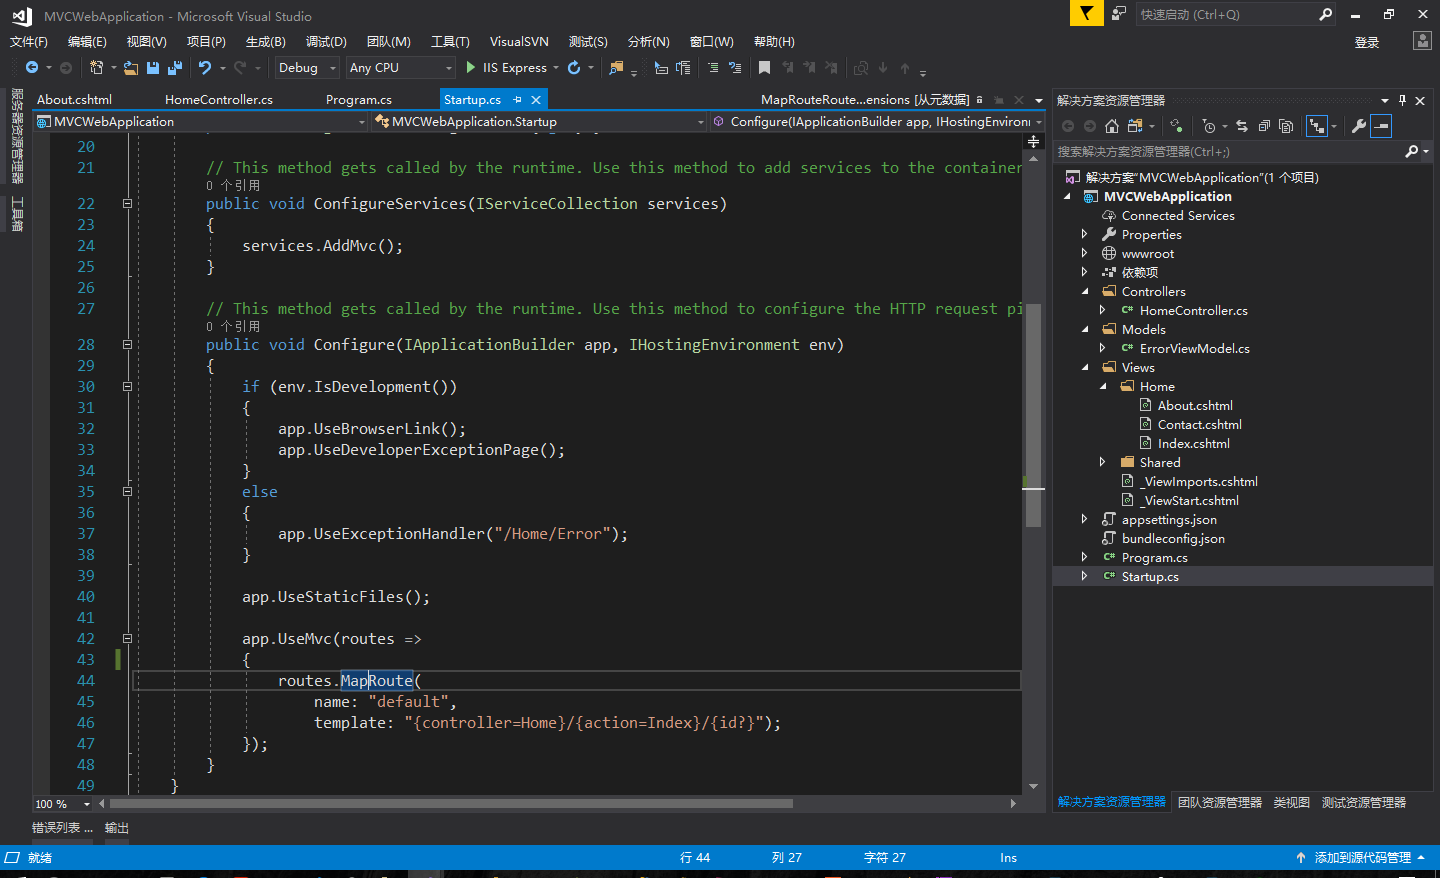 MVCWebApplication - Microsoft Visual Studio
快速启动 (Ctrl+Q)
文件(F) 编辑(E) 视图(V) 项目(P) 生成(B) 调试(D) 团队(M) 工具(T) VisualSVN 测试(S) 分析(N) 窗口(W) 帮助(H) 登录
Debug Any CPU IIS Express
服务器资源管理器
工具箱
About.cshtml HomeController.cs Program.cs Startup.cs MapRouteRoute...ensions [从元数据]
MVCWebApplication MVCWebApplication.Startup Configure(IApplicationBuilder app, IHostingEnvironm
20
21 // This method gets called by the runtime. Use this method to add services to the container
0 个引用
22 public void ConfigureServices(IServiceCollection services)
23 {
24 services.AddMvc();
25 }
26
27 // This method gets called by the runtime. Use this method to configure the HTTP request pi
0 个引用
28 public void Configure(IApplicationBuilder app, IHostingEnvironment env)
29 {
30 if (env.IsDevelopment())
31 {
32 app.UseBrowserLink();
33 app.UseDeveloperExceptionPage();
34 }
35 else
36 {
37 app.UseExceptionHandler("/Home/Error");
38 }
39
40 app.UseStaticFiles();
41
42 app.UseMvc(routes =>
43 {
44 routes.MapRoute(
45 name: "default",
46 template: "{controller=Home}/{action=Index}/{id?}");
47 });
48 }
49 }
100 %
解决方案资源管理器
搜索解决方案资源管理器(Ctrl+;)
解决方案"MVCWebApplication"(1 个项目)
MVCWebApplication
Connected Services
Properties
wwwroot
依赖项
Controllers
C# HomeController.cs
Models
C# ErrorViewModel.cs
Views
Home
About.cshtml
Contact.cshtml
Index.cshtml
Shared
_ViewImports.cshtml
_ViewStart.cshtml
appsettings.json
bundleconfig.json
C# Program.cs
C# Startup.cs
解决方案资源管理器 团队资源管理器 类视图 测试资源管理器
错误列表 ... 输出
就绪 行 44 列 27 字符 27 Ins 添加到源代码管理